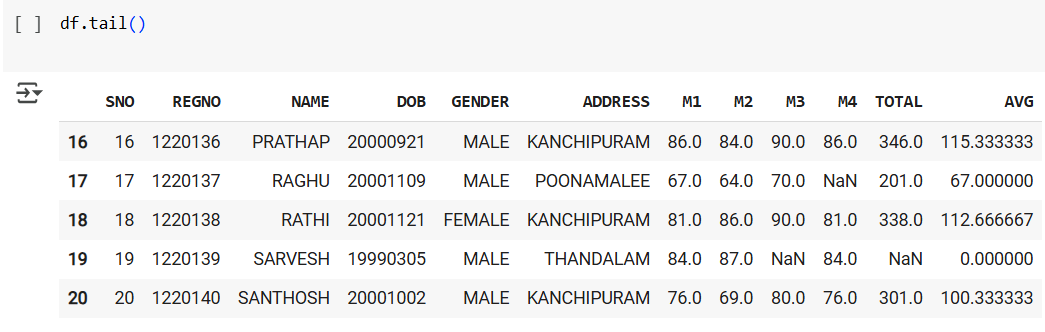 [ ] df.tail()
SNO REGNO NAME DOB GENDER ADDRESS M1 M2 M3 M4 TOTAL AVG
16 16 1220136 PRATHAP 20000921 MALE KANCHIPURAM 86.0 84.0 90.0 86.0 346.0 115.333333
17 17 1220137 RAGHU 20001109 MALE POONAMALEE 67.0 64.0 70.0 NaN 201.0 67.000000
18 18 1220138 RATHI 20001121 FEMALE KANCHIPURAM 81.0 86.0 90.0 81.0 338.0 112.666667
19 19 1220139 SARVESH 19990305 MALE THANDALAM 84.0 87.0 NaN 84.0 NaN 0.000000
20 20 1220140 SANTHOSH 20001002 MALE KANCHIPURAM 76.0 69.0 80.0 76.0 301.0 100.333333